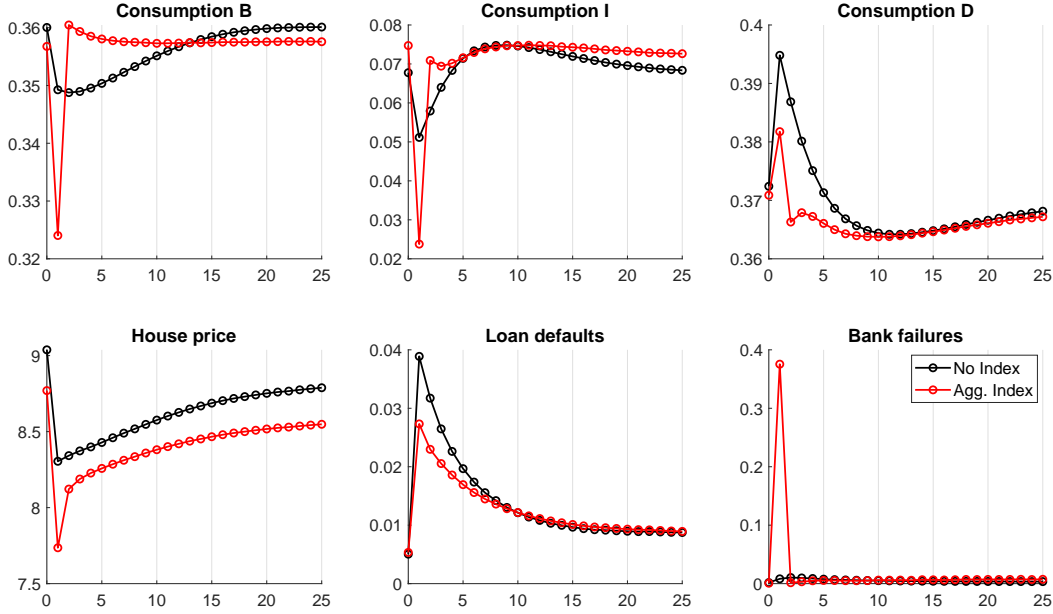 Consumption B
0.36
0.35
0.34
0.33
0.32
0 5 10 15 20 25
Consumption I
0.08
0.07
0.06
0.05
0.04
0.03
0.02
0.01
0
0 5 10 15 20 25
Consumption D
0.4
0.39
0.38
0.37
0.36
0 5 10 15 20 25
House price
9
8.5
8
7.5
0 5 10 15 20 25
Loan defaults
0.04
0.03
0.02
0.01
0
0 5 10 15 20 25
Bank failures
0.4
0.3
0.2
0.1
0
0 5 10 15 20 25
No Index
Agg. Index